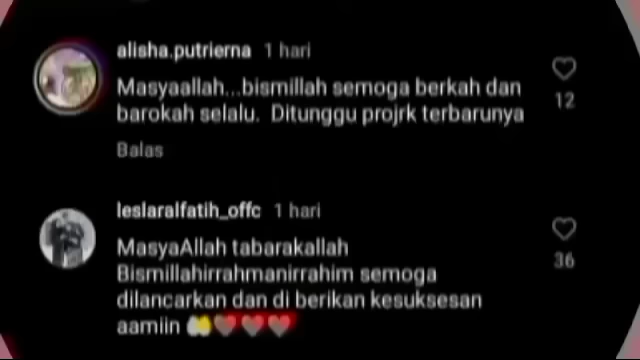 alisha.putrierna 1 hari
Masyaallah...bismillah semoga berkah dan
12
barokah selalu. Ditunggu projrk terbarunya
Balas
leslaralfatih_offc 1 hari
MasyaAllah tabarakallah
Bismillahirrahmanirrahim semoga
36
dilancarkan dan di berikan kesuksesan
aamiin 🤲❤❤❤